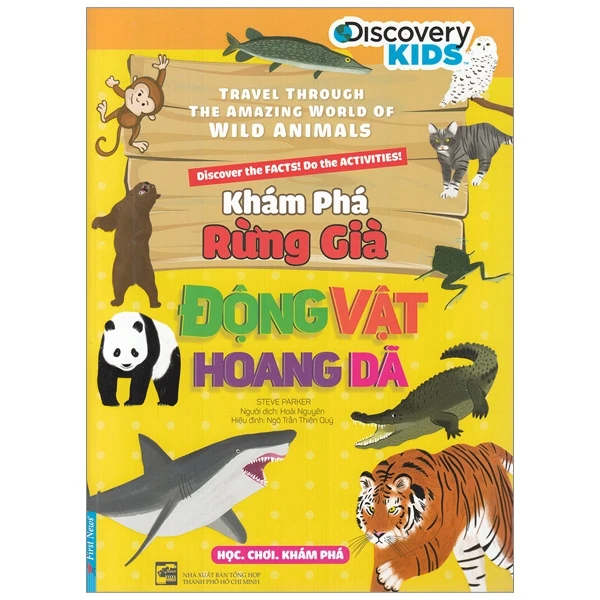 Discovery
KIDS
TRAVEL THROUGH
THE AMAZING WORLD OF
WILD ANIMALS
Discover the FACTS! Do the ACTIVITIES!
Khám Phá
Rừng Già
ĐỘNG VẬT
HOANG DÃ
STEVE PARKER
Người dịch: Hoài Nguyên
Hiệu đính: Ngô Trần Thiện Quý
HỌC. CHƠI. KHÁM PHÁ
First News
NHÀ XUẤT BẢN TỔNG HỢP
THÀNH PHỐ HỒ CHÍ MINH